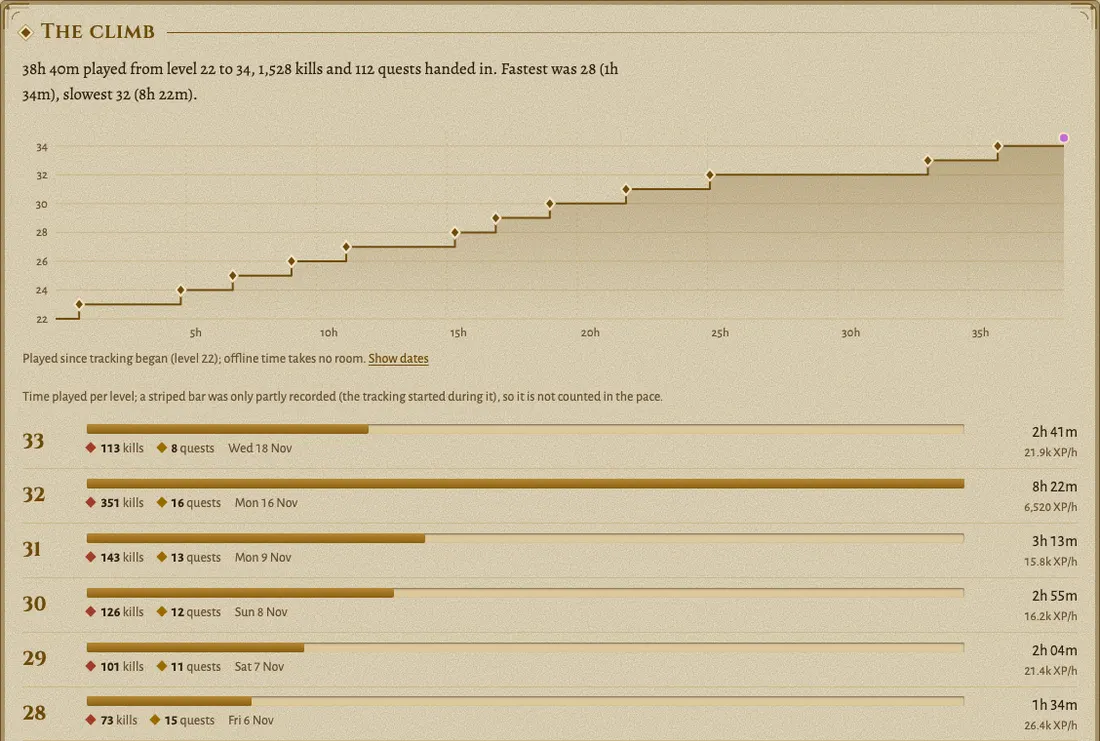 The climb
38h 40m played from level 22 to 34, 1,528 kills and 112 quests handed in. Fastest was 28 (1h
34m), slowest 32 (8h 22m).
34
32
30
28
26
24
22
5h 10h 15h 20h 25h 30h 35h
Played since tracking began (level 22); offline time takes no room. Show dates
Time played per level; a striped bar was only partly recorded (the tracking started during it), so it is not counted in the pace.
33 2h 41m
113 kills 8 quests Wed 18 Nov 21.9k XP/h
32 8h 22m
351 kills 16 quests Mon 16 Nov 6,520 XP/h
31 3h 13m
143 kills 13 quests Mon 9 Nov 15.8k XP/h
30 2h 55m
126 kills 12 quests Sun 8 Nov 16.2k XP/h
29 2h 04m
101 kills 11 quests Sat 7 Nov 21.4k XP/h
28 1h 34m
73 kills 15 quests Fri 6 Nov 26.4k XP/h